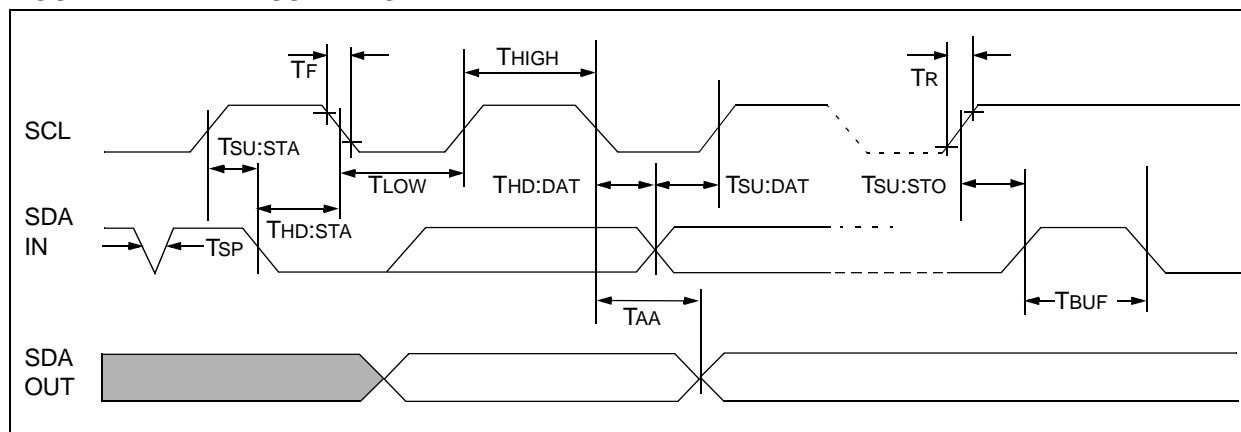 TF
THIGH
TR
SCL
TSU:STA
TLOW
THD:DAT
TSU:DAT
TSU:STO
SDA
IN
TSP
THD:STA
TAA
TBUF
SDA
OUT